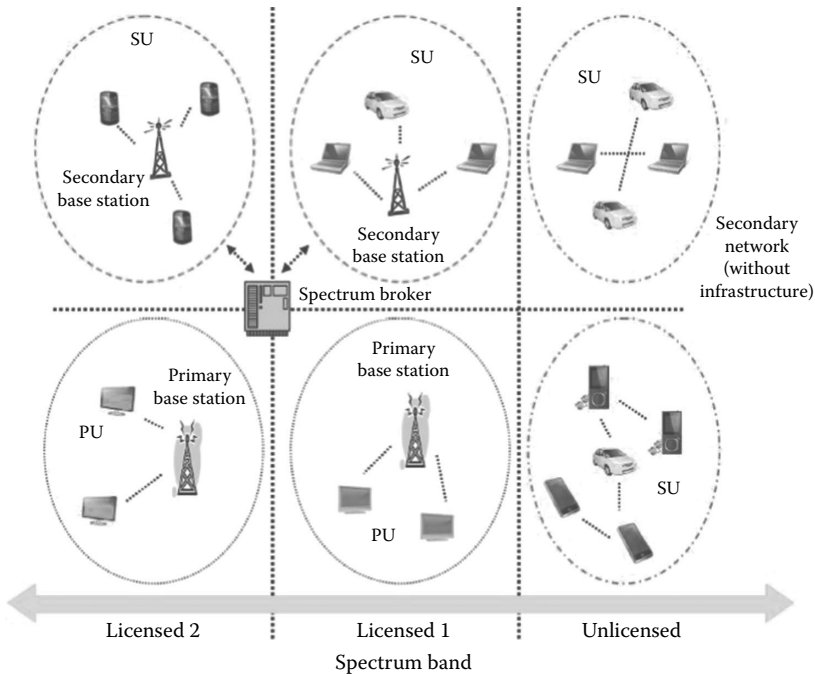 SU
SU
SU
Secondary
base station
Secondary
base station
Secondary
network
(without
infrastructure)
Spectrum broker
Primary
base station
PU
Primary
base station
PU
SU
Licensed 2
Licensed 1
Unlicensed
Spectrum band